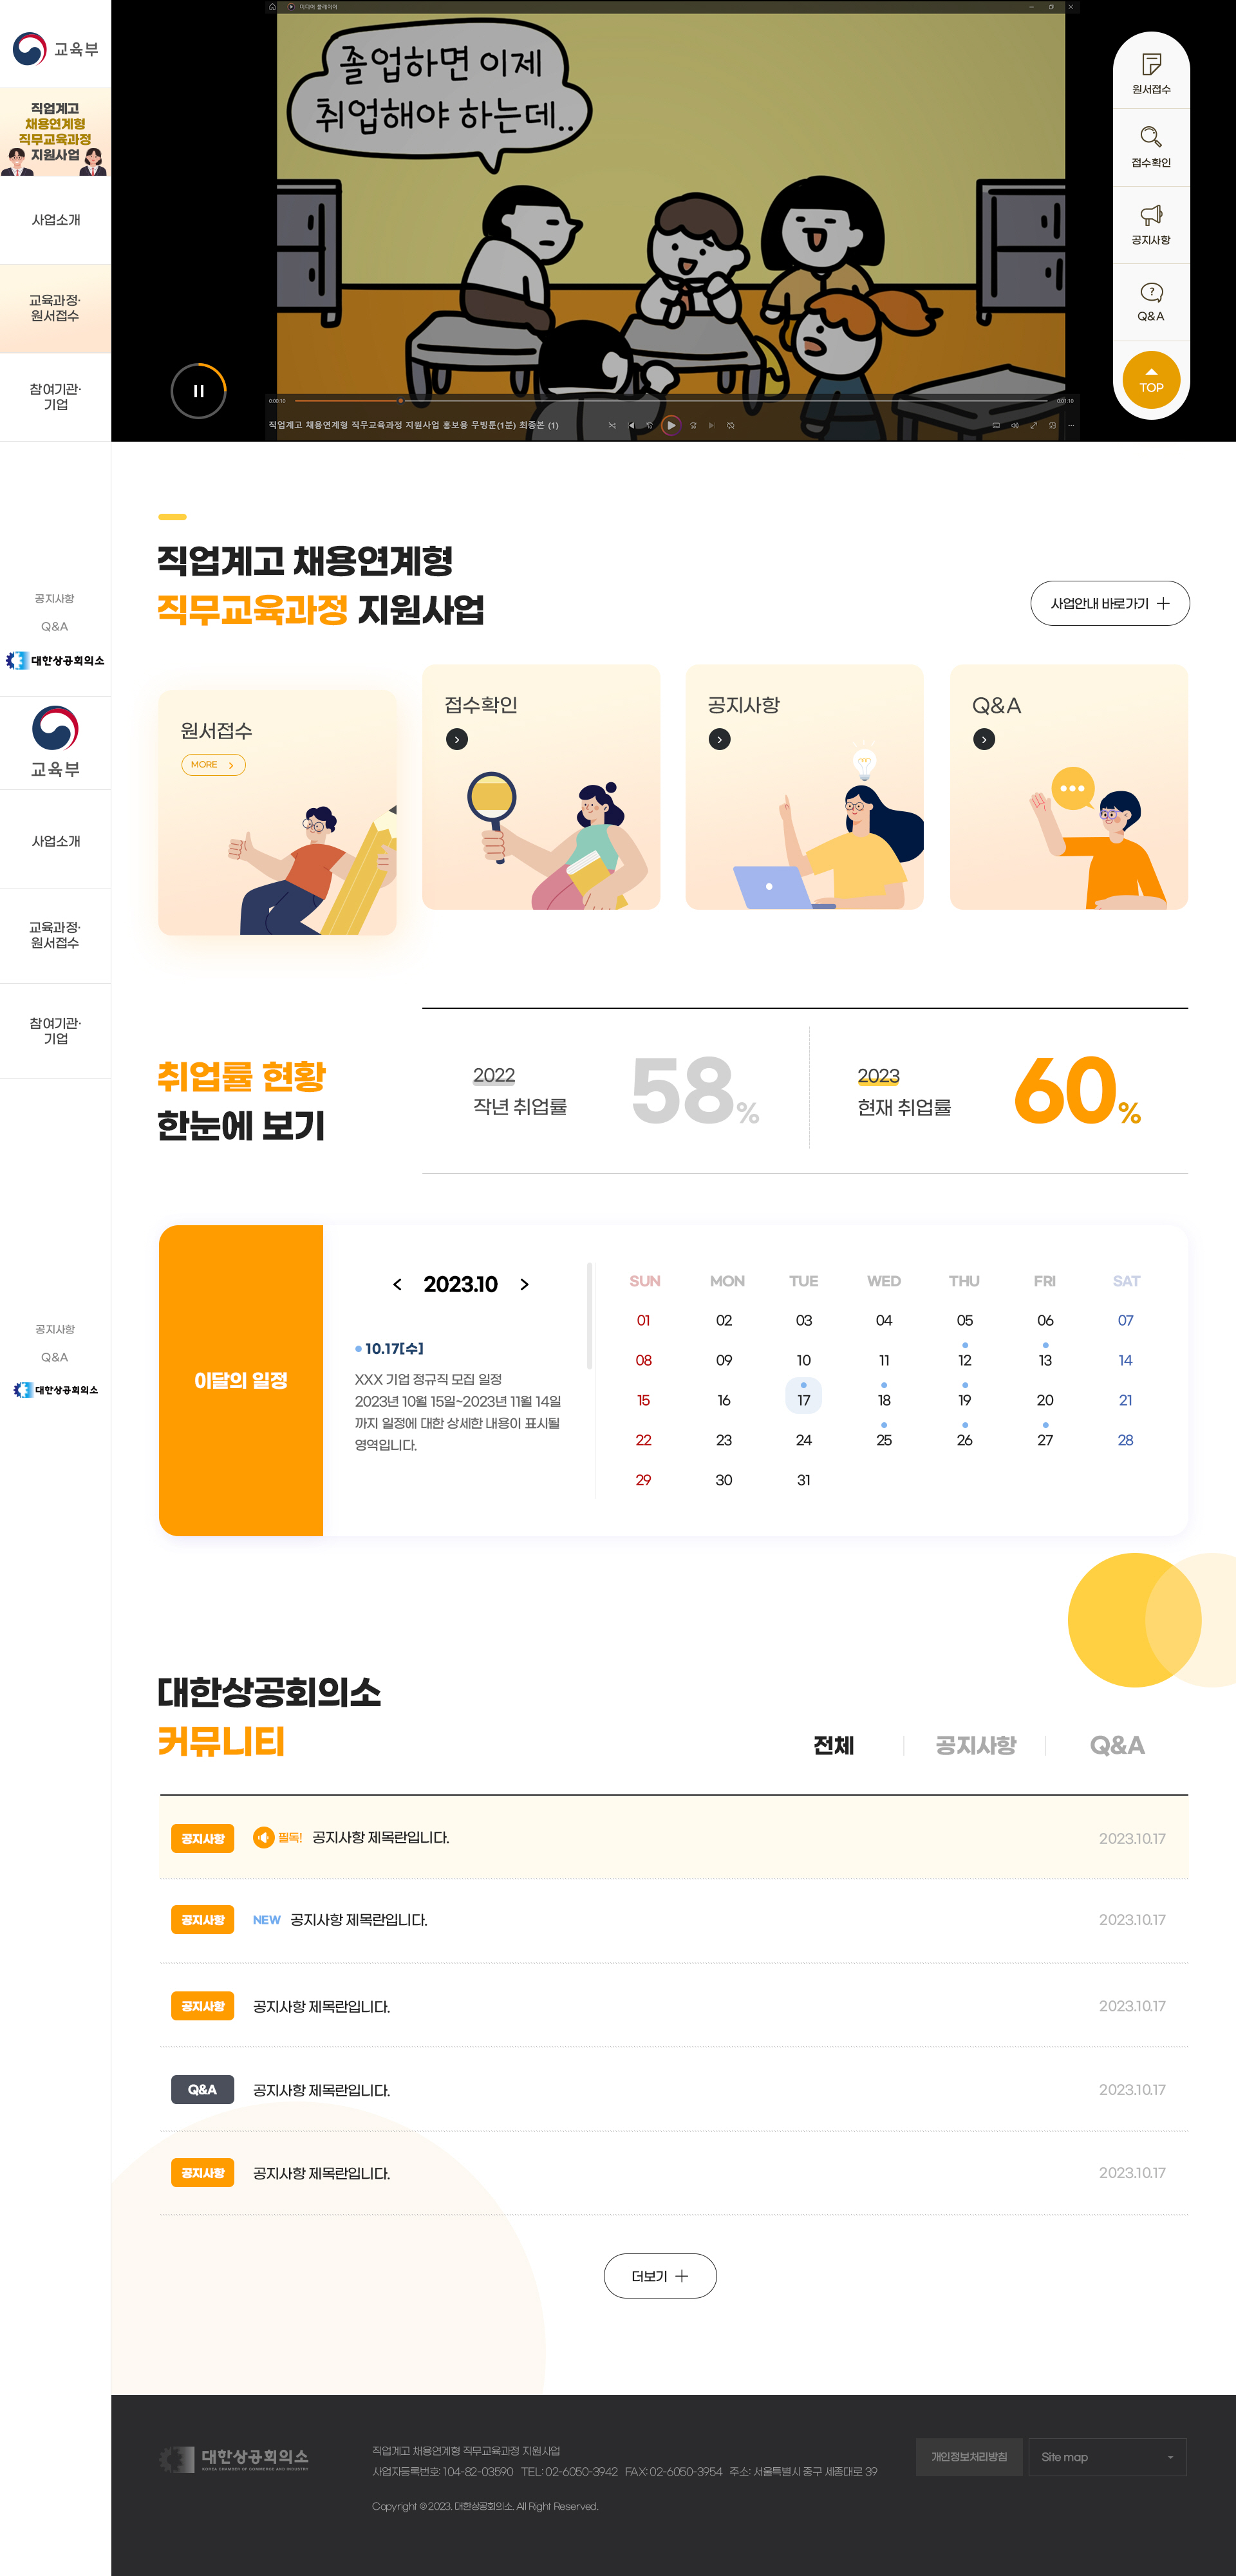 교육부
직업계고
채용연계형
직무교육과정
지원사업
사업소개
교육과정·
원서접수
참여기관·
기업
공지사항
Q&A
대한상공회의소
교육부
사업소개
교육과정·
원서접수
참여기관·
기업
공지사항
Q&A
대한상공회의소
미디어 플레이어
졸업하면 이제
취업해야 하는데..
0:00:10
0:01:10
직업계고 채용연계형 직무교육과정 지원사업 홍보용 무빙툰(1분) 최종본 (1)
원서접수
접수확인
공지사항
Q&A
TOP
직업계고 채용연계형
직무교육과정 지원사업
사업안내 바로가기
원서접수
MORE
접수확인
공지사항
Q&A
취업률 현황
한눈에 보기
2022
작년 취업률
58%
2023
현재 취업률
60%
이달의 일정
2023.10
10.17[수]
XXX 기업 정규직 모집 일정
2023년 10월 15일~2023년 11월 14일
까지 일정에 대한 상세한 내용이 표시될
영역입니다.
SUN MON TUE WED THU FRI SAT
01 02 03 04 05 06 07
08 09 10 11 12 13 14
15 16 17 18 19 20 21
22 23 24 25 26 27 28
29 30 31
대한상공회의소
커뮤니티
전체 공지사항 Q&A
공지사항 필독! 공지사항 제목란입니다. 2023.10.17
공지사항 NEW 공지사항 제목란입니다. 2023.10.17
공지사항 공지사항 제목란입니다. 2023.10.17
Q&A 공지사항 제목란입니다. 2023.10.17
공지사항 공지사항 제목란입니다. 2023.10.17
더보기
대한상공회의소
KOREA CHAMBER OF COMMERCE AND INDUSTRY
직업계고 채용연계형 직무교육과정 지원사업
사업자등록번호: 104-82-03590 TEL: 02-6050-3942 FAX: 02-6050-3954 주소: 서울특별시 중구 세종대로 39
Copyright © 2023. 대한상공회의소. All Right Reserved.
개인정보처리방침
Site map